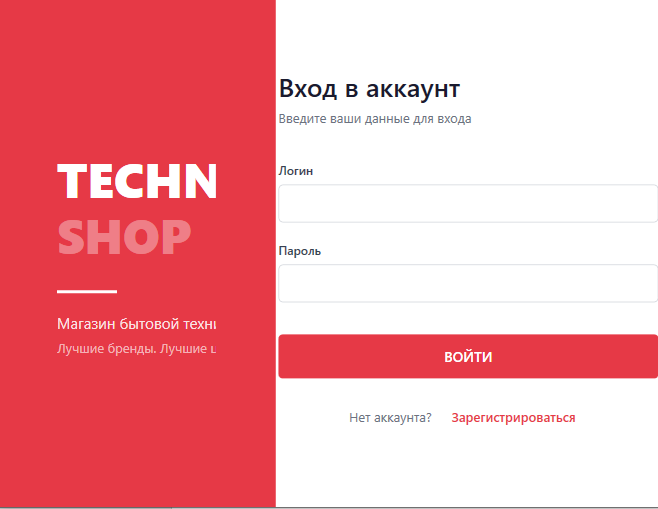 TECHN
SHOP
Магазин бытовой техни
Лучшие бренды. Лучшие
Вход в аккаунт
Введите ваши данные для входа
Логин
Пароль
ВОЙТИ
Нет аккаунта? Зарегистрироваться